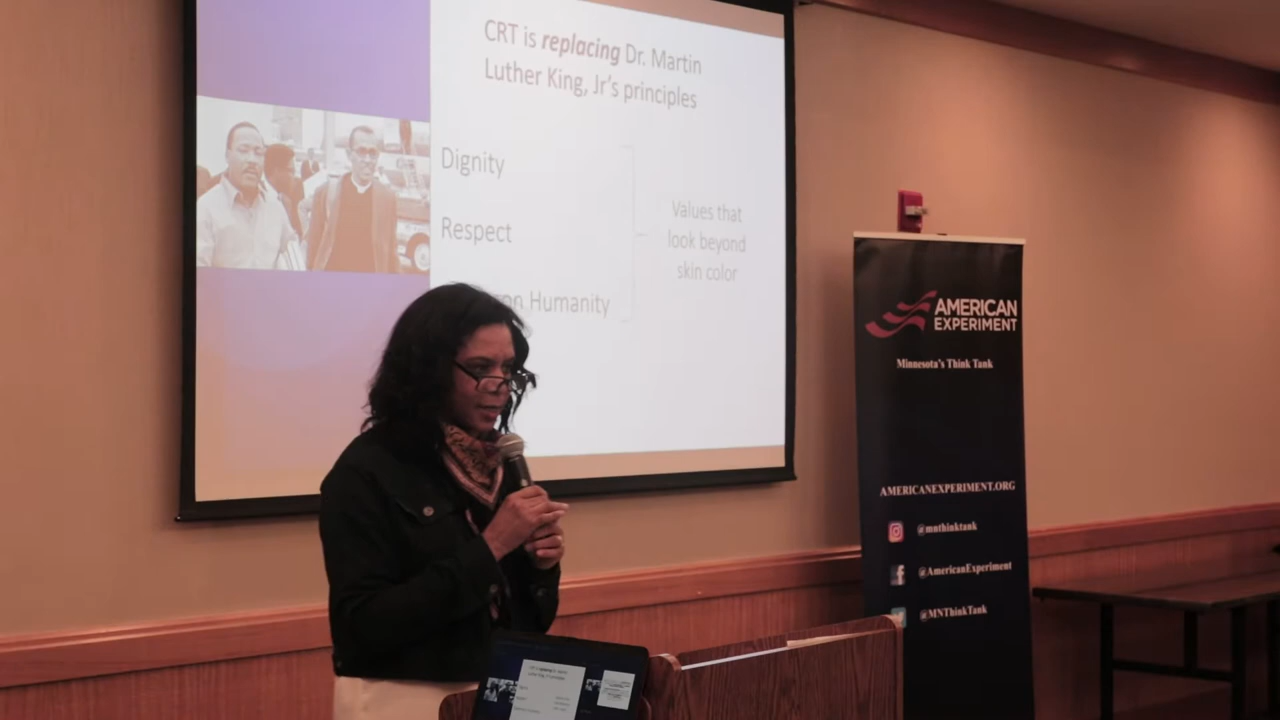 CRT is replacing Dr. Martin
Luther King, Jr's principles
Dignity
Respect
Humanity
Values that
look beyond
skin color
AMERICAN
EXPERIMENT
Minnesota's Think Tank
AMERICANEXPERIMENT.ORG
@mnthinktank
@AmericanExperiment
@MNThinkTank